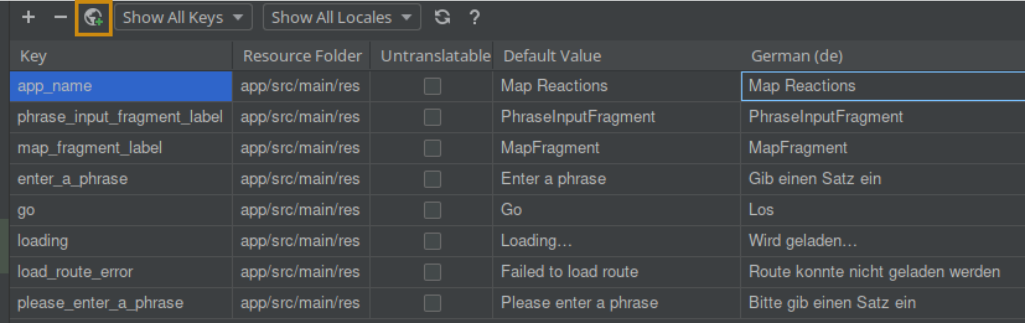 Show All Keys Show All Locales ?
Key Resource Folder Untranslatable Default Value German (de)
app_name app/src/main/res Map Reactions Map Reactions
phrase_input_fragment_label app/src/main/res PhraseInputFragment PhraseInputFragment
map_fragment_label app/src/main/res MapFragment MapFragment
enter_a_phrase app/src/main/res Enter a phrase Gib einen Satz ein
go app/src/main/res Go Los
loading app/src/main/res Loading… Wird geladen…
load_route_error app/src/main/res Failed to load route Route konnte nicht geladen werden
please_enter_a_phrase app/src/main/res Please enter a phrase Bitte gib einen Satz ein